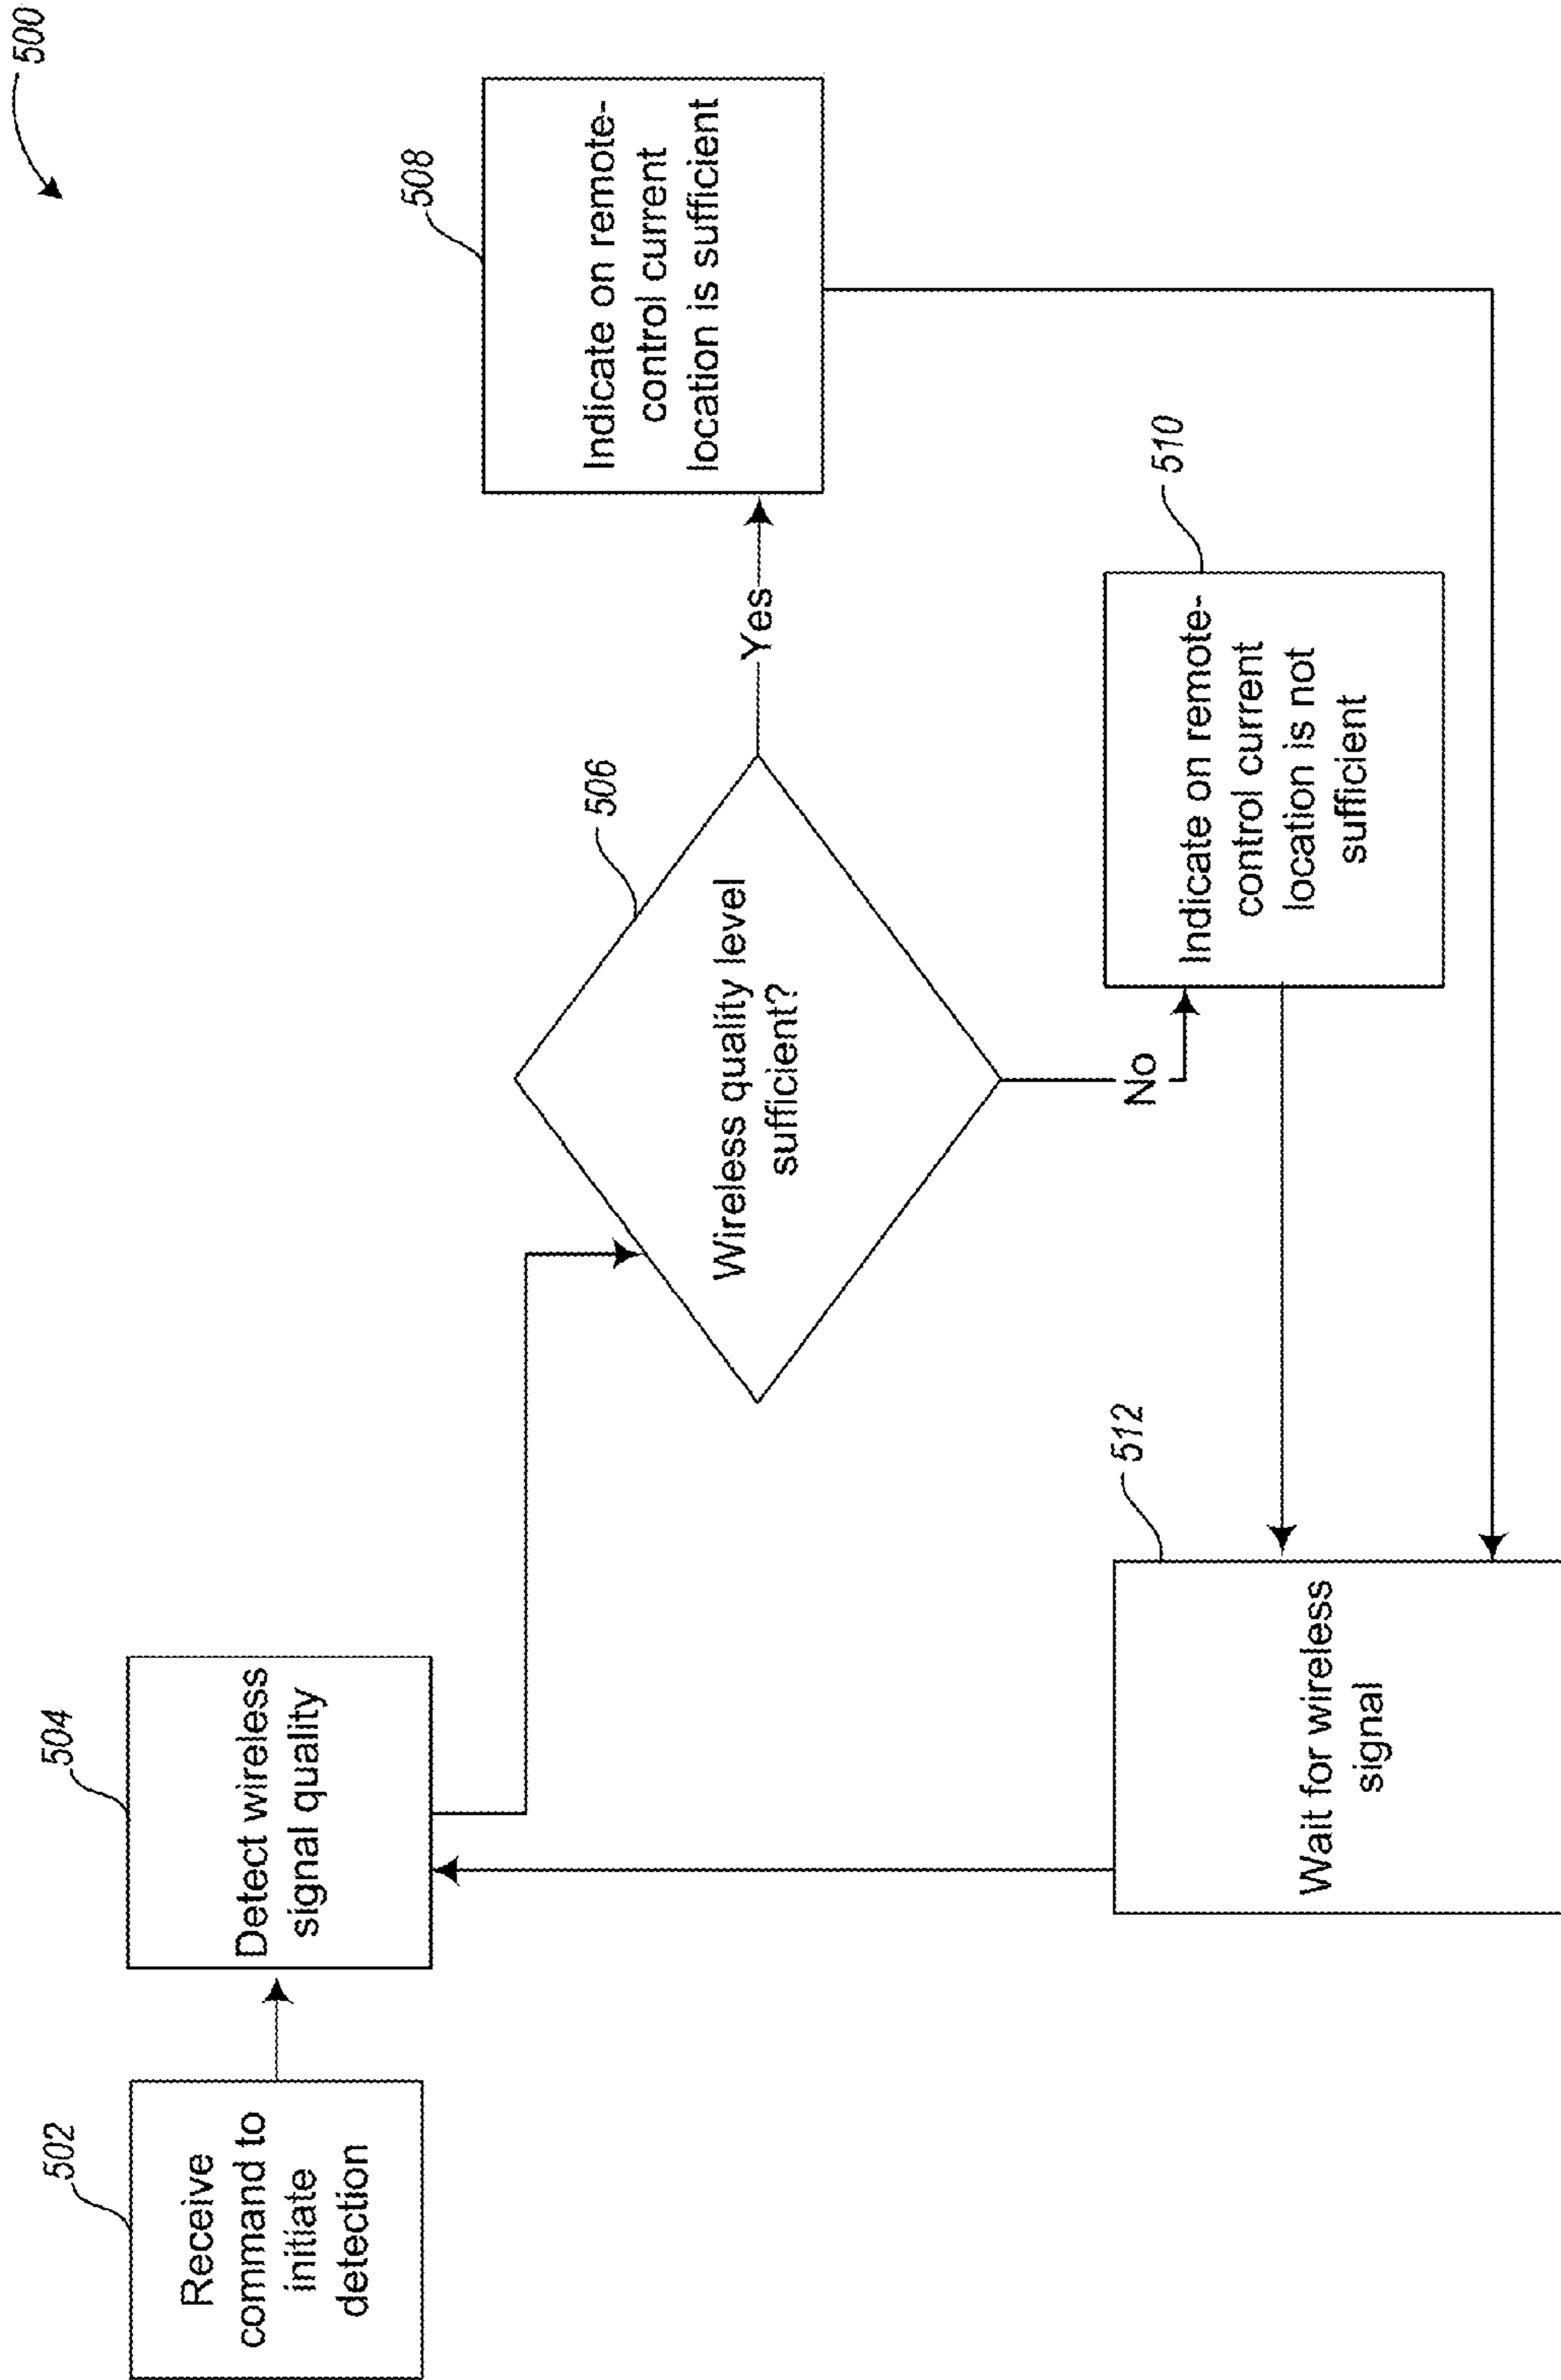 500
502
Receive
command to
initiate
detection
504
Detect wireless
signal quality
506
Wireless quality level
sufficient?
Yes
508
Indicate on remote-
control current
location is sufficient
No
510
Indicate on remote-
control current
location is not
sufficient
512
Wait for wireless
signal